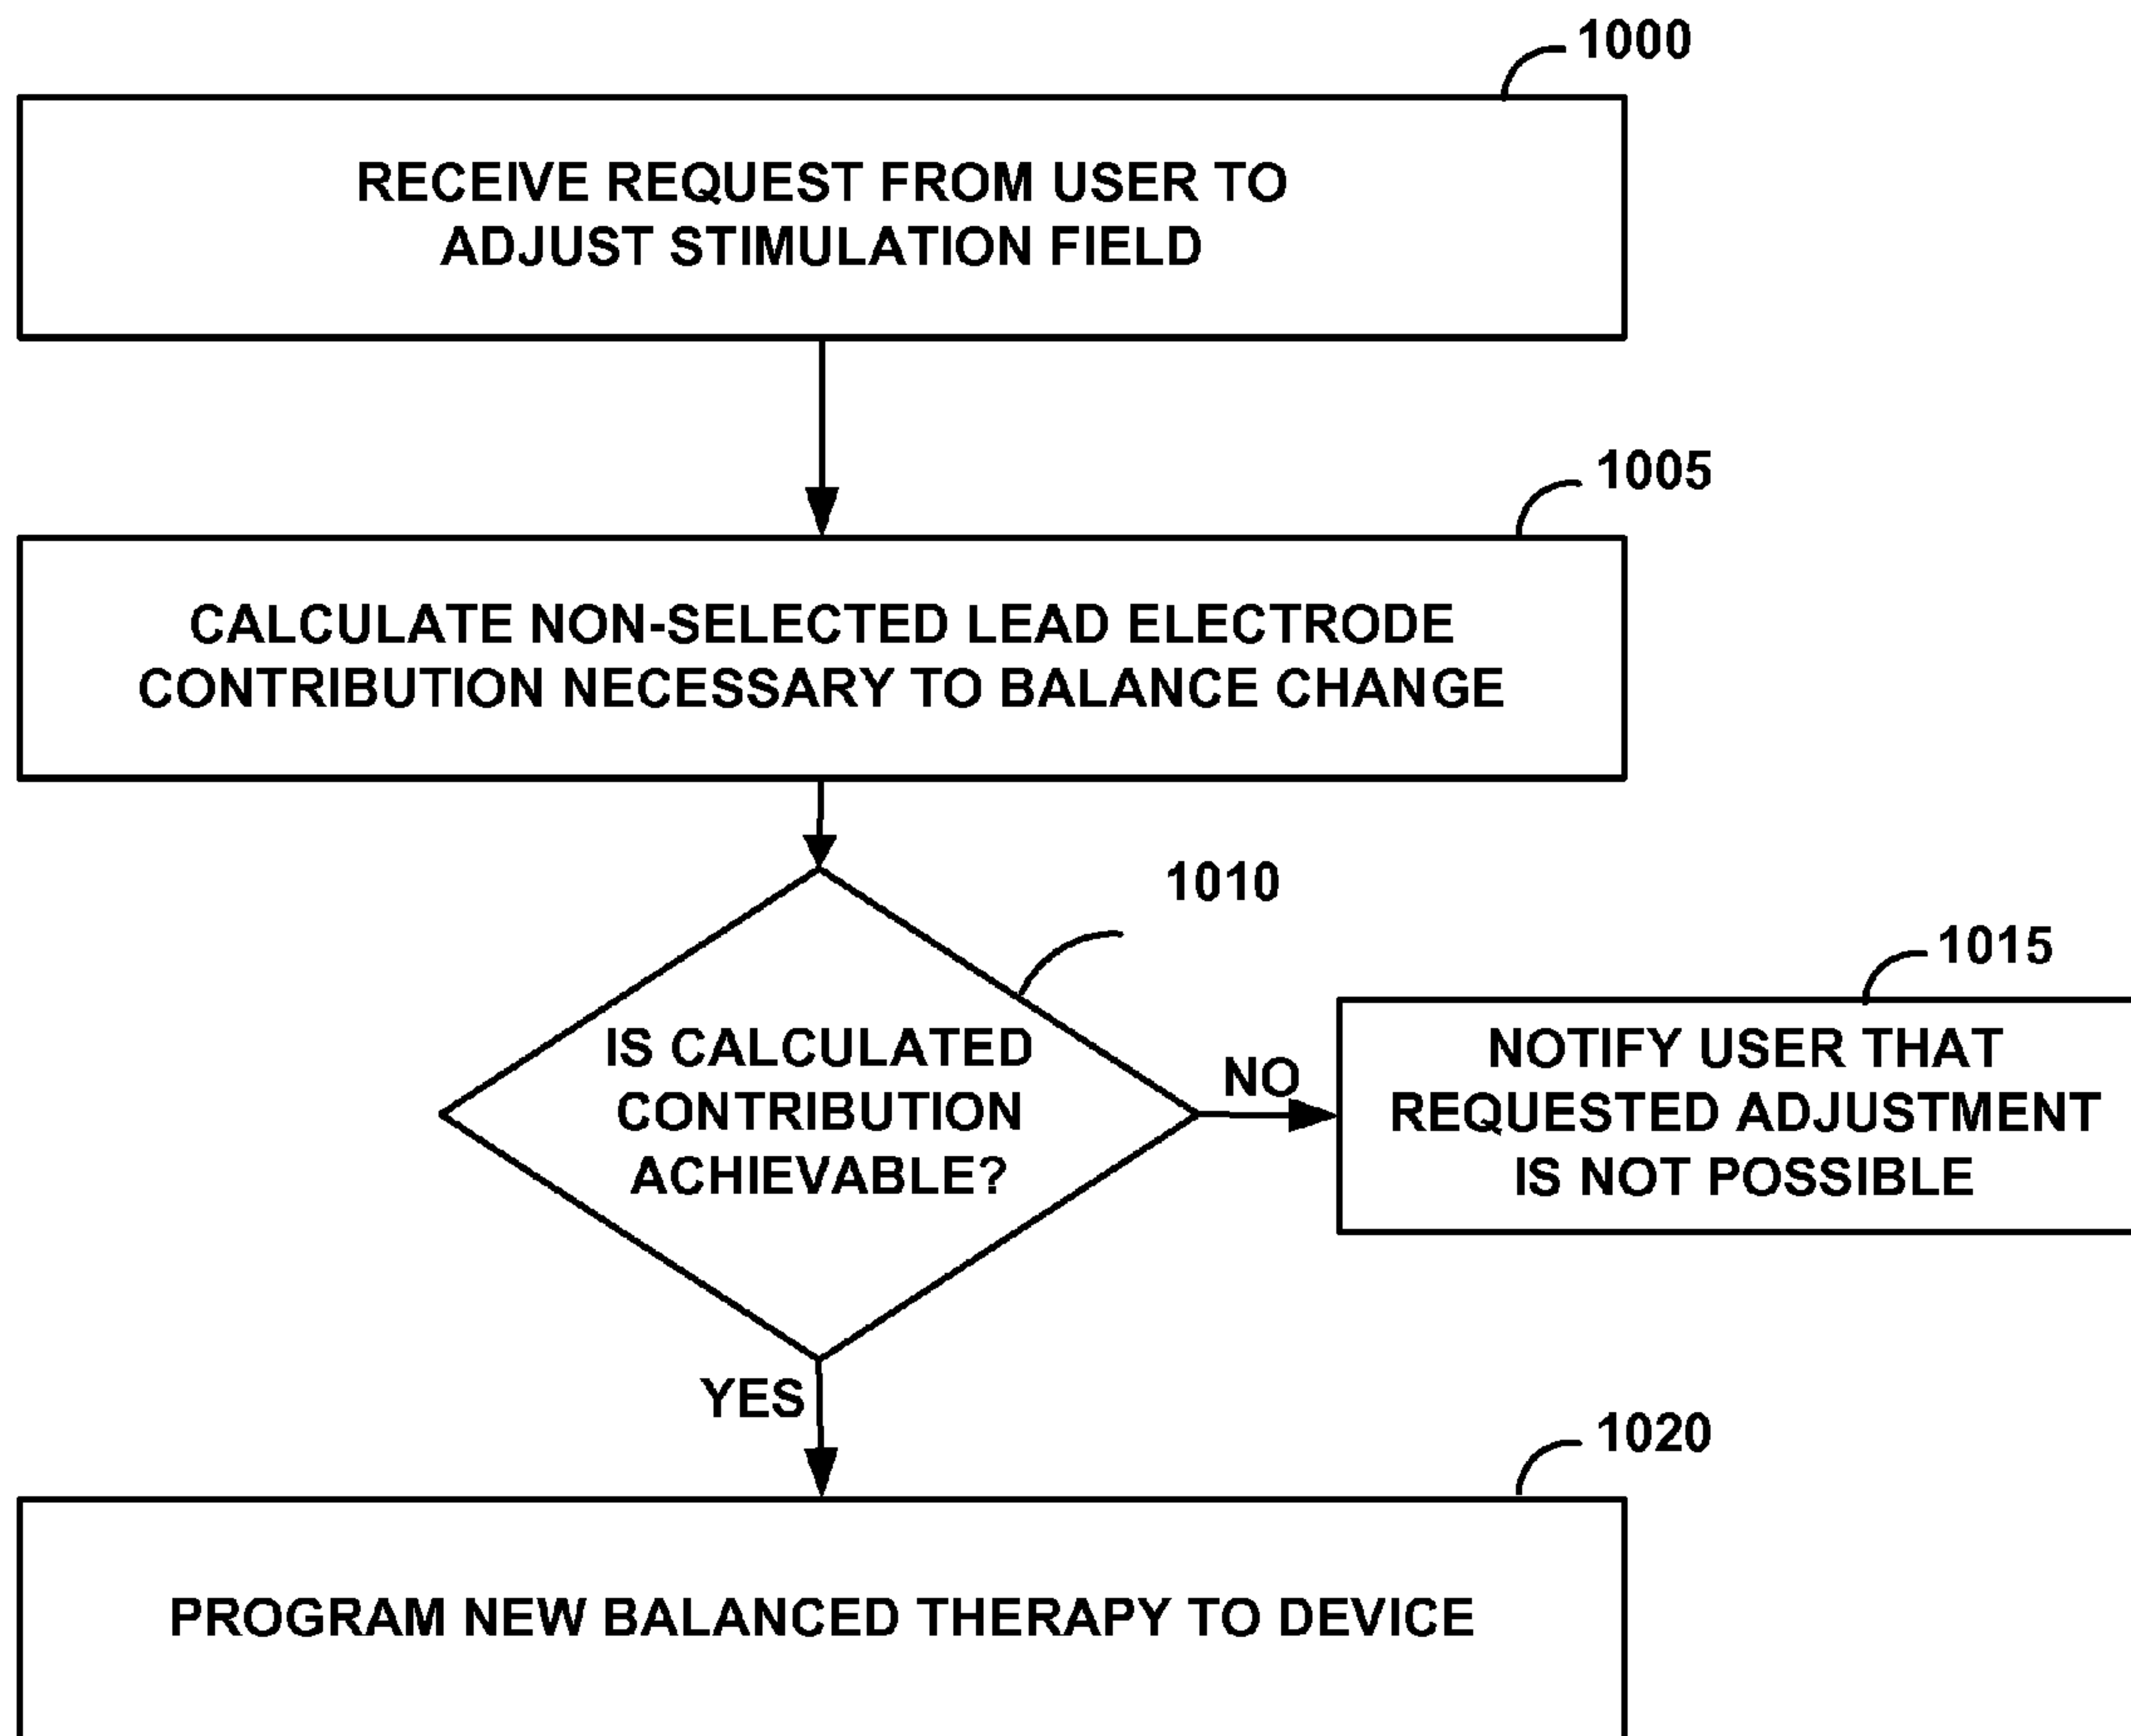 1000
RECEIVE REQUEST FROM USER TO
ADJUST STIMULATION FIELD
1005
CALCULATE NON-SELECTED LEAD ELECTRODE
CONTRIBUTION NECESSARY TO BALANCE CHANGE
1010
IS CALCULATED
CONTRIBUTION
ACHIEVABLE?
NO
1015
NOTIFY USER THAT
REQUESTED ADJUSTMENT
IS NOT POSSIBLE
YES
1020
PROGRAM NEW BALANCED THERAPY TO DEVICE